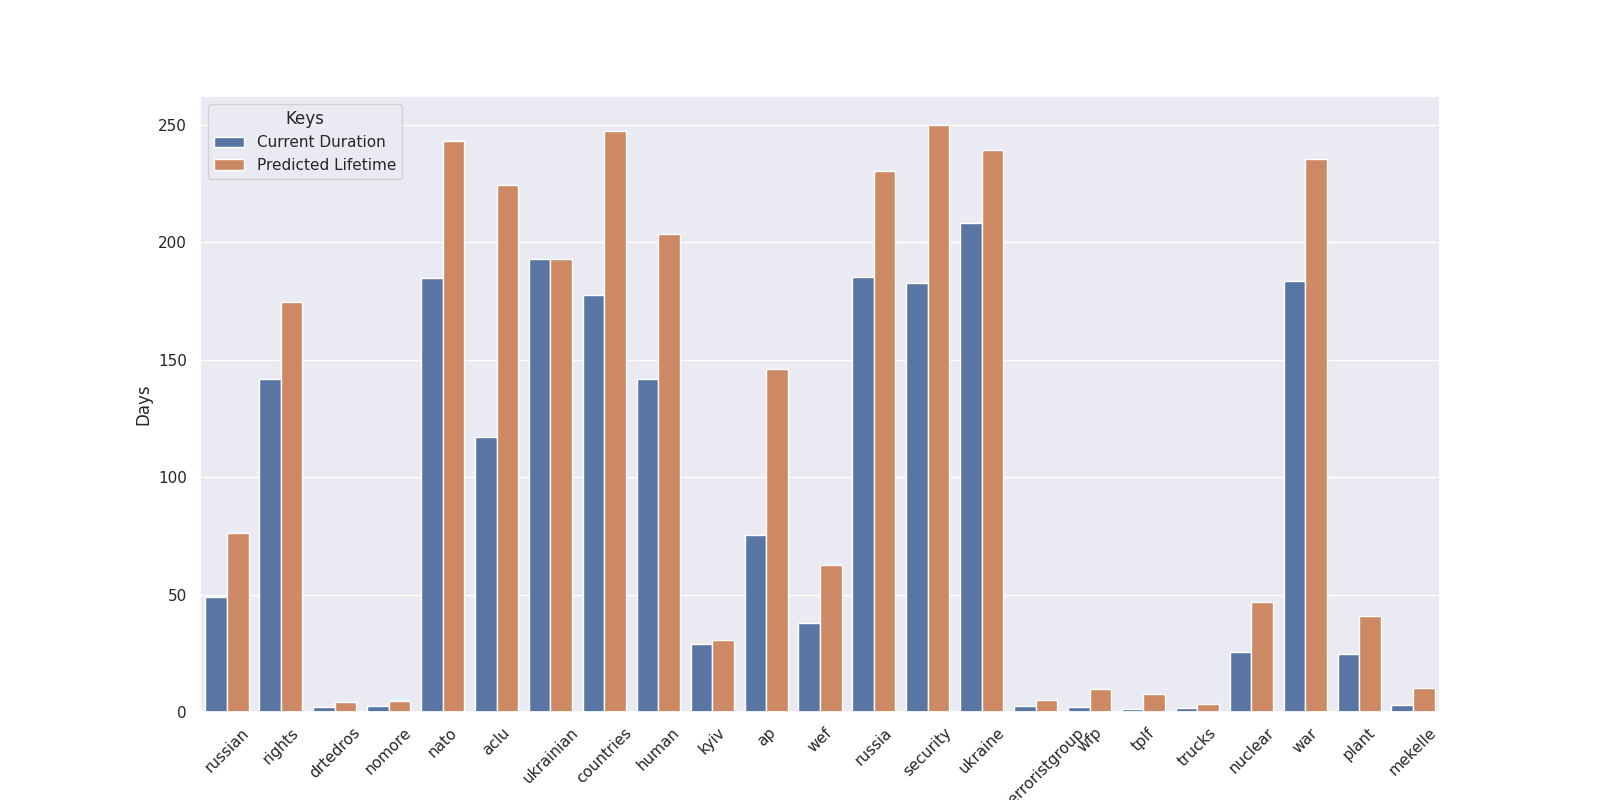 Keys
Current Duration
Predicted Lifetime
Days
250
200
150
100
50
0
russian
rights
drtedros
nomore
nato
aclu
ukrainian
countries
human
kyiv
ap
wef
russia
security
ukraine
erroristgroup
wfp
tplf
trucks
nuclear
war
plant
mekelle